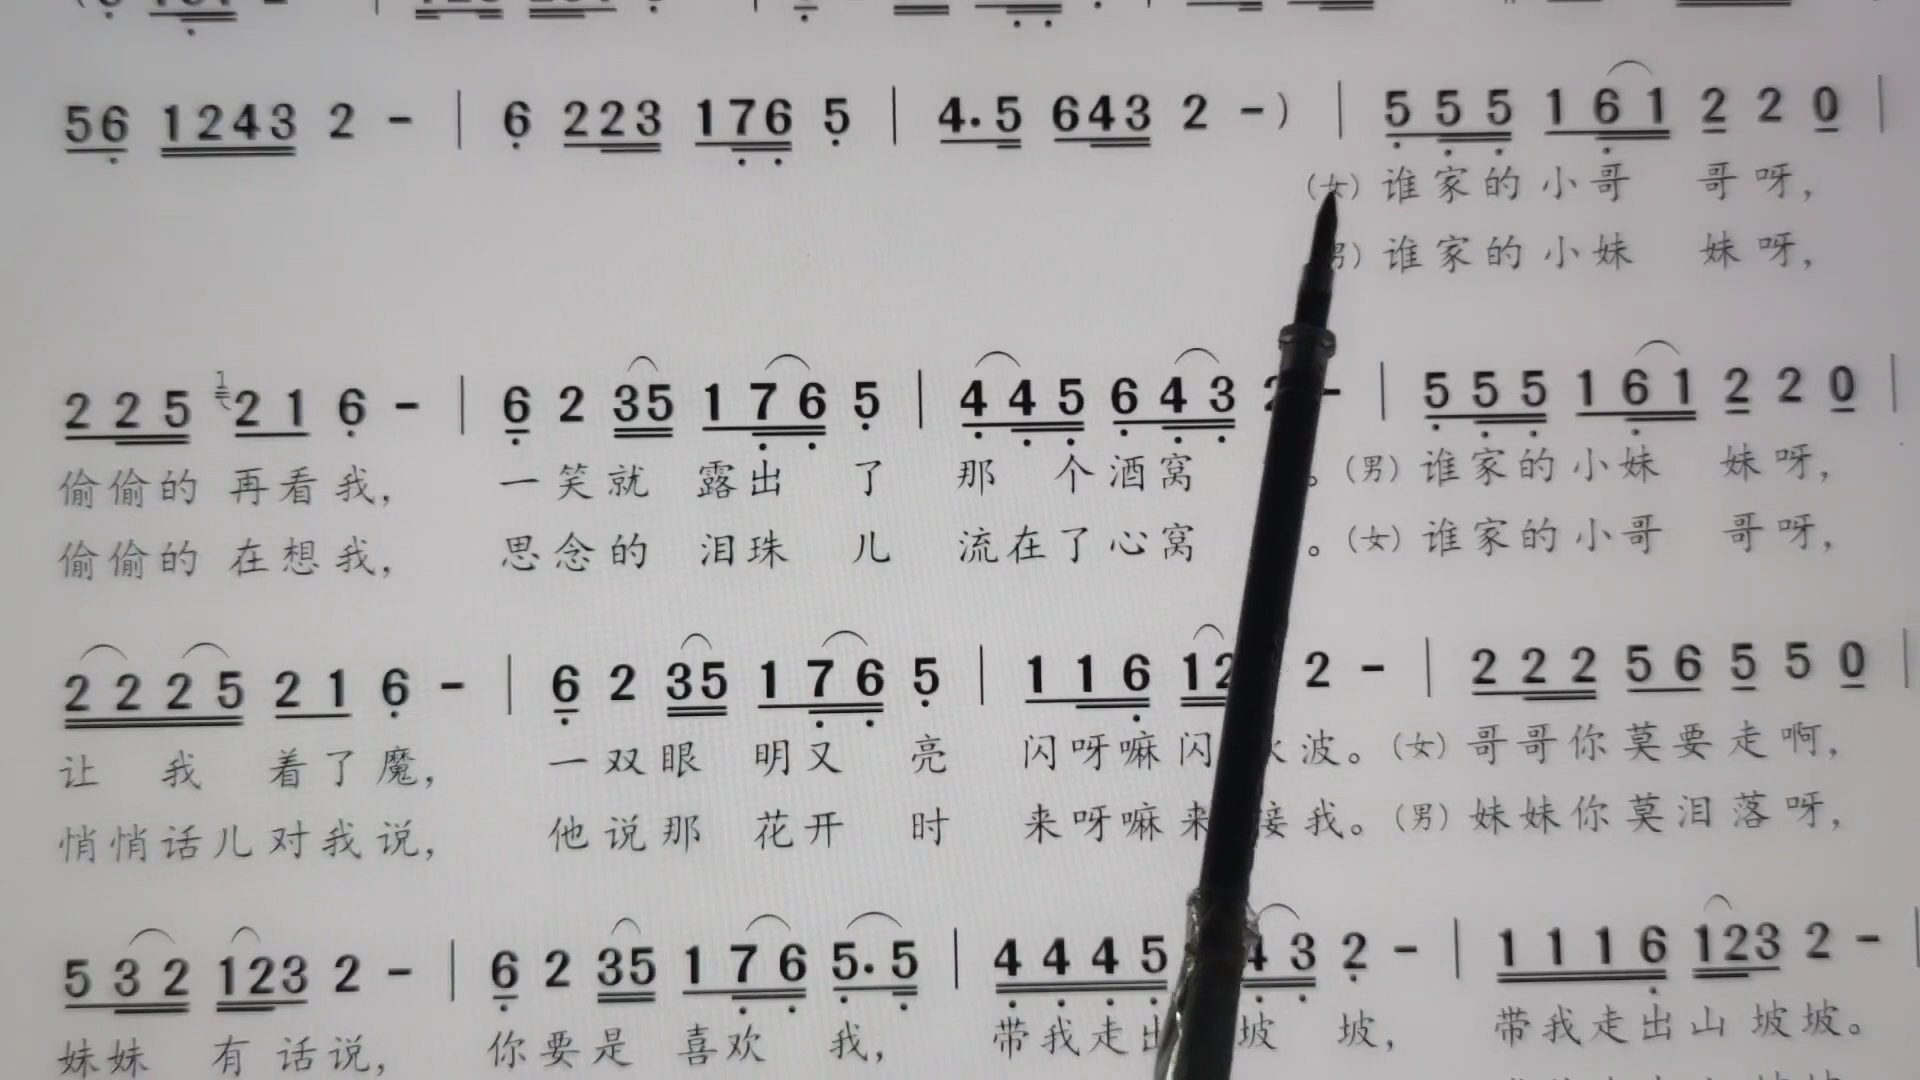 56 1243 2 - | 6 223 176 5 | 4·5 643 2 -) | 555 161 2 2 0 |
(女) 谁家的小哥 哥呀,
男) 谁家的小妹 妹呀,
225 1 21 6 - | 6 2 35 176 5 | 445 643 2 - | 555 161 2 2 0 |
偷偷的 再看我, 一笑就 露出 了 那 个酒窝 。(男) 谁家的小妹 妹呀,
偷偷的 在想我, 思念的 泪珠 儿 流在了心窝 。(女) 谁家的小哥 哥呀,
2225 21 6 - | 6 2 35 176 5 | 116 12 2 - | 222 56 5 5 0 |
让 我 着了魔, 一双眼 明又 亮 闪呀嘛闪 波。(女) 哥哥你莫要走啊,
悄悄话儿对我说, 他说那 花开 时 来呀嘛来 接我。(男) 妹妹你莫泪落呀,
532 123 2 - | 6 2 35 176 5·5 | 4445 43 2 - | 1116 123 2 - |
妹妹 有 话说, 你要是 喜欢 我, 带我走出 坡 坡, 带我走出山坡坡。